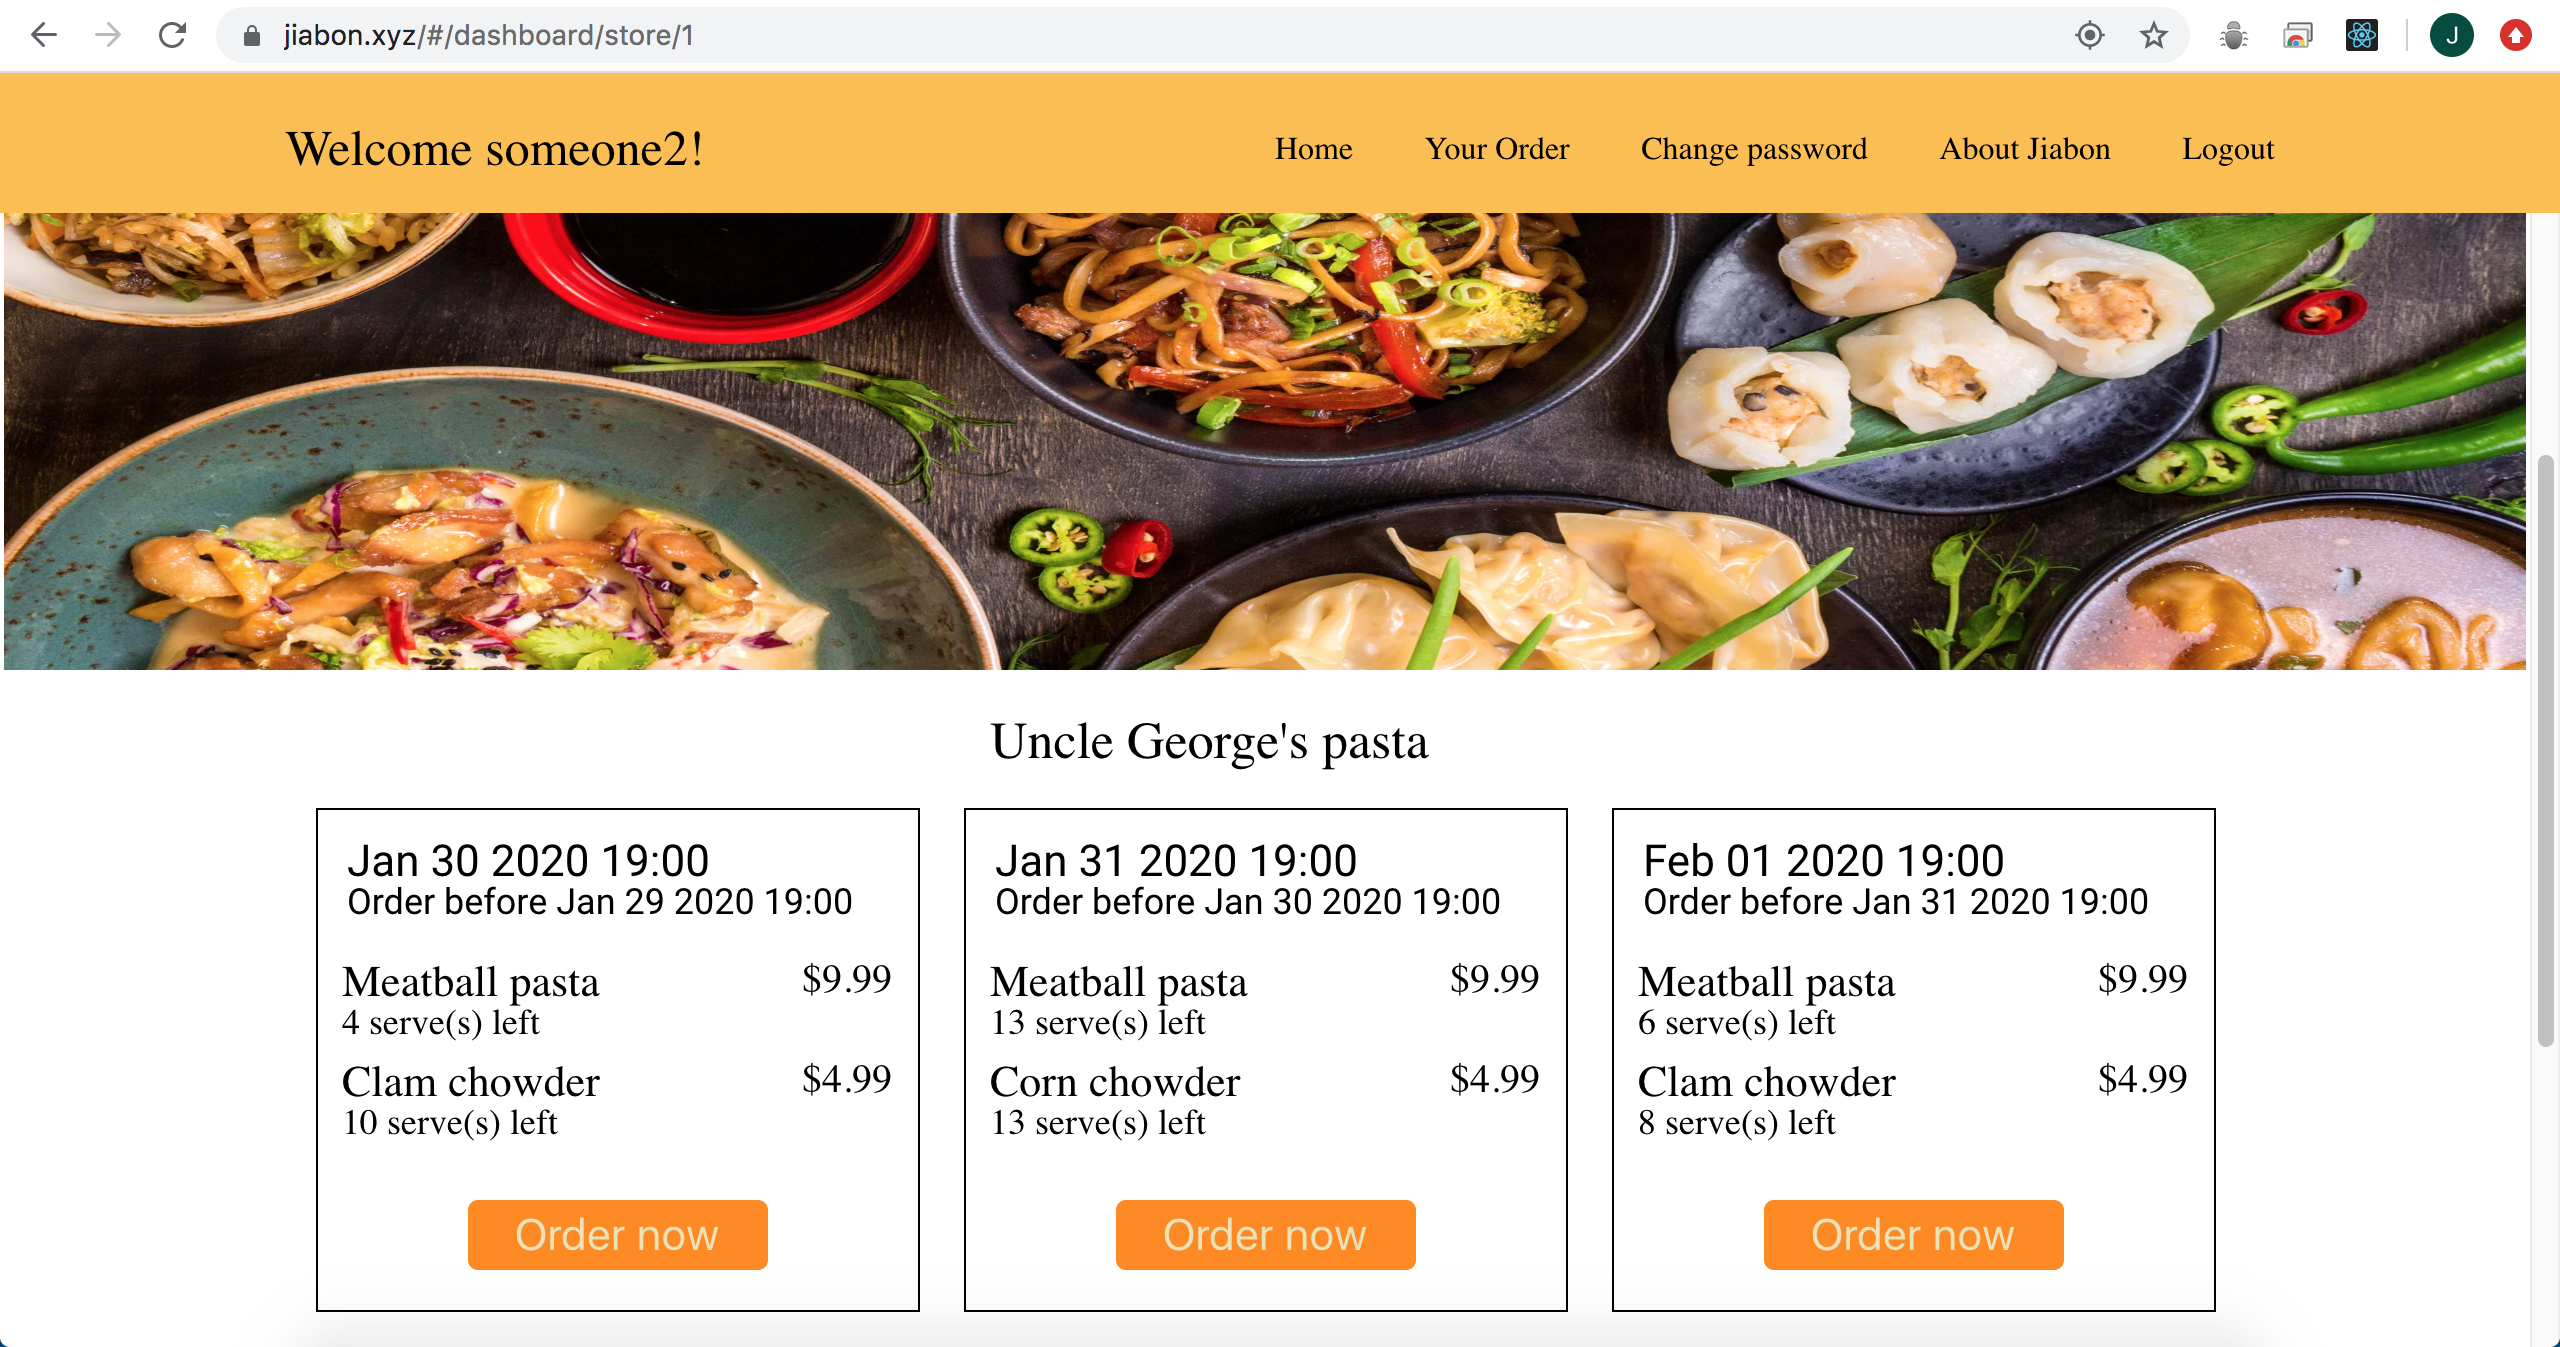 jiabon.xyz/#/dashboard/store/1
J
Welcome someone2!
Home Your Order Change password About Jiabon Logout
Uncle George's pasta
Jan 30 2020 19:00
Order before Jan 29 2020 19:00
Meatball pasta $9.99
4 serve(s) left
Clam chowder $4.99
10 serve(s) left
Order now
Jan 31 2020 19:00
Order before Jan 30 2020 19:00
Meatball pasta $9.99
13 serve(s) left
Corn chowder $4.99
13 serve(s) left
Order now
Feb 01 2020 19:00
Order before Jan 31 2020 19:00
Meatball pasta $9.99
6 serve(s) left
Clam chowder $4.99
8 serve(s) left
Order now